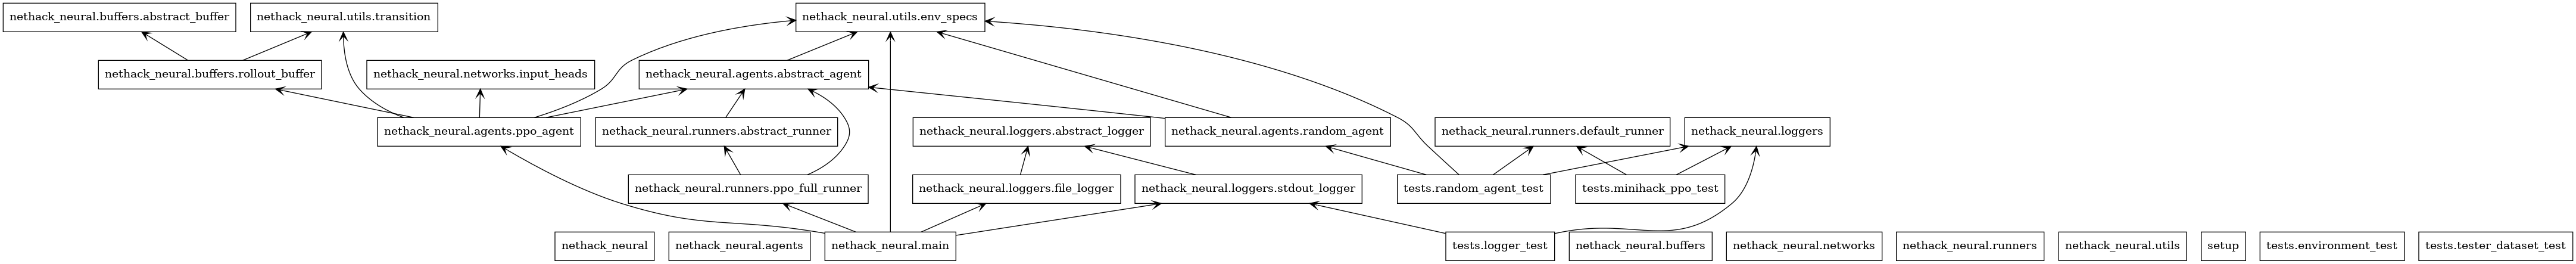 nethack_neural.buffers.abstract_buffer
nethack_neural.utils.transition
nethack_neural.utils.env_specs
nethack_neural.buffers.rollout_buffer
nethack_neural.networks.input_heads
nethack_neural.agents.abstract_agent
nethack_neural.agents.ppo_agent
nethack_neural.runners.abstract_runner
nethack_neural.loggers.abstract_logger
nethack_neural.agents.random_agent
nethack_neural.runners.default_runner
nethack_neural.loggers
nethack_neural.runners.ppo_full_runner
nethack_neural.loggers.file_logger
nethack_neural.loggers.stdout_logger
tests.random_agent_test
tests.minihack_ppo_test
nethack_neural
nethack_neural.agents
nethack_neural.main
tests.logger_test
nethack_neural.buffers
nethack_neural.networks
nethack_neural.runners
nethack_neural.utils
setup
tests.environment_test
tests.tester_dataset_test